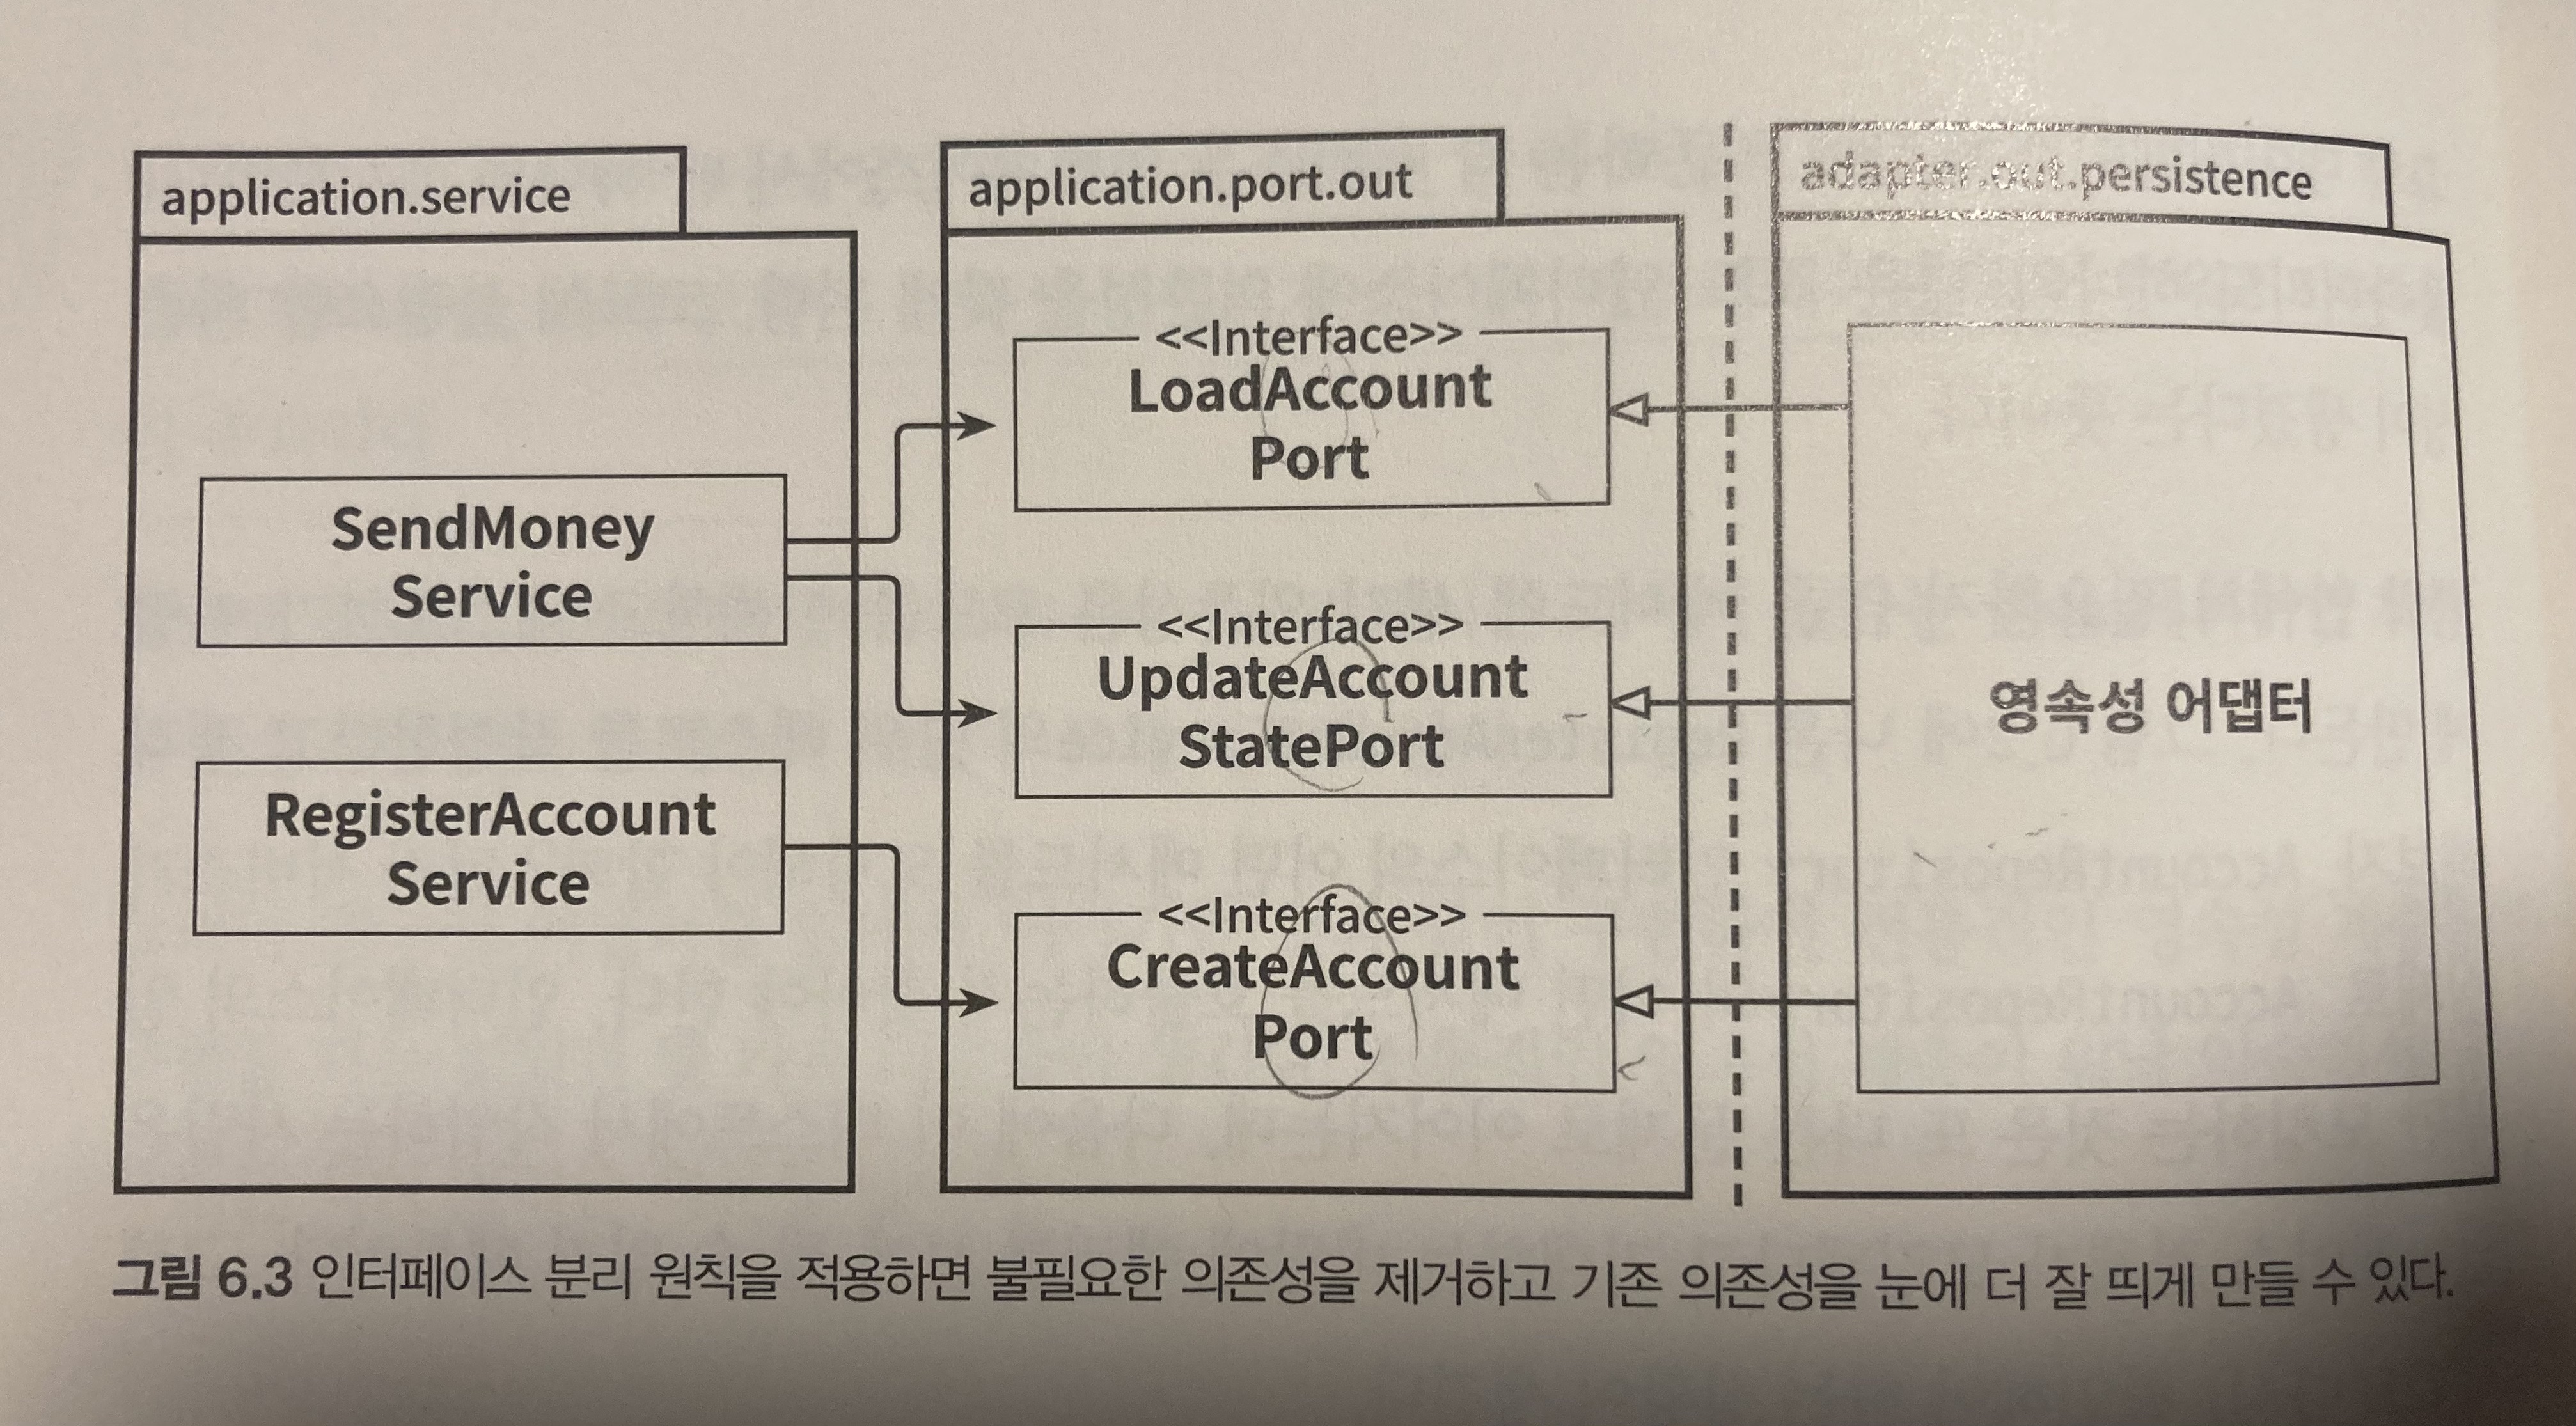 application.service
application.port.out
adapter.out.persistence
<<Interface>>
LoadAccount
Port
SendMoney
Service
<<Interface>>
UpdateAccount
StatePort
영속성 어댑터
RegisterAccount
Service
<<Interface>>
CreateAccount
Port
그림 6.3 인터페이스 분리 원칙을 적용하면 불필요한 의존성을 제거하고 기존 의존성을 눈에 더 잘 띄게 만들 수 있다.